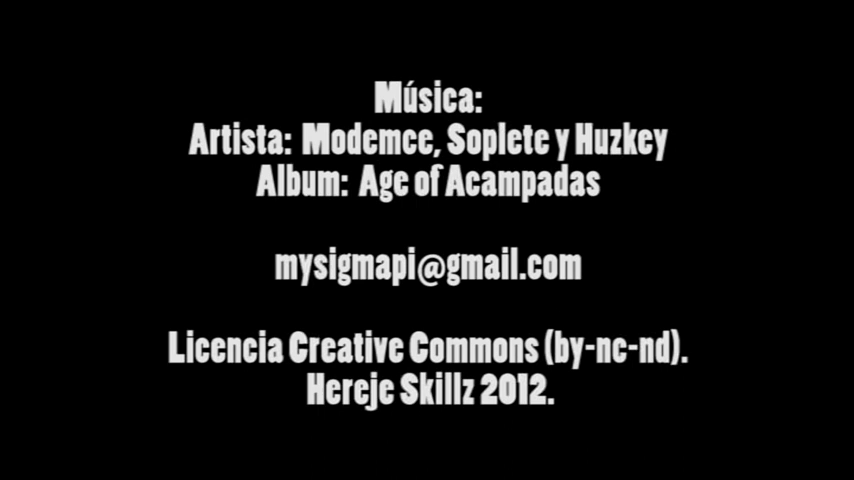 Música:
Artista: Modemce, Soplete y Huzkey
Album: Age of Acampadas
mysigmapi@gmail.com
Licencia Creative Commons (by-nc-nd).
Hereje Skillz 2012.